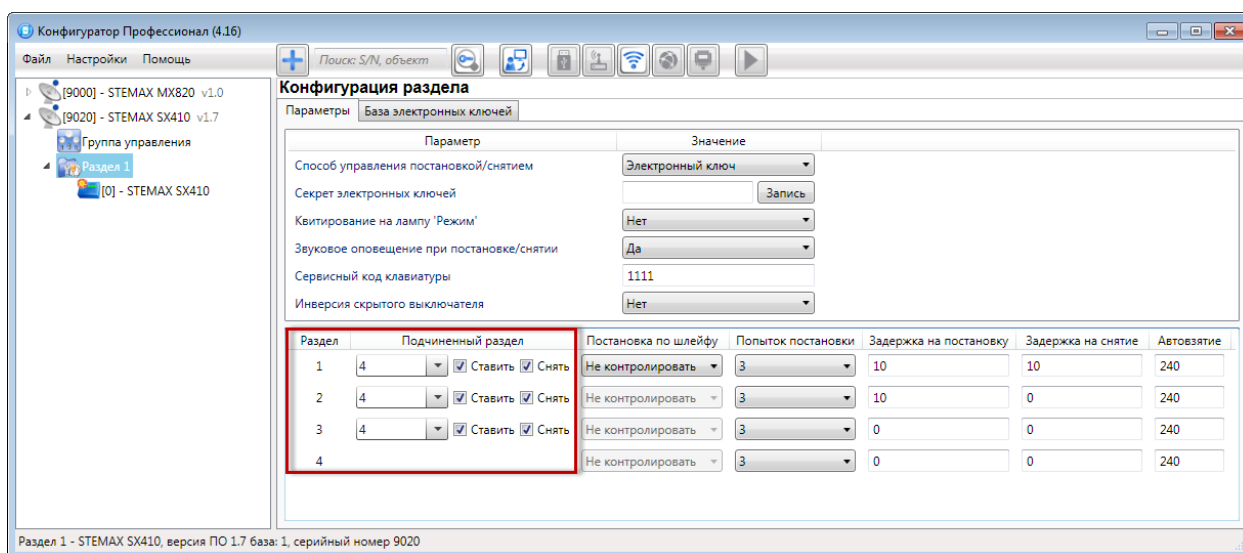 Конфигуратор Профессионал (4.16)
Файл Настройки Помощь
Поиск: S/N, объект
[9000] - STEMAX MX820 v1.0
[9020] - STEMAX SX410 v1.7
Группа управления
Раздел 1
[0] - STEMAX SX410
Конфигурация раздела
Параметры База электронных ключей
Параметр Значение
Способ управления постановкой/снятием Электронный ключ
Секрет электронных ключей Запись
Квитирование на лампу 'Режим' Нет
Звуковое оповещение при постановке/снятии Да
Сервисный код клавиатуры 1111
Инверсия скрытого выключателя Нет
Раздел Подчиненный раздел Постановка по шлейфу Попыток постановки Задержка на постановку Задержка на снятие Автовзятие
1 4 Ставить Снять Не контролировать 3 10 10 240
2 4 Ставить Снять Не контролировать 3 10 0 240
3 4 Ставить Снять Не контролировать 3 0 0 240
4 Не контролировать 3 0 0 240
Раздел 1 - STEMAX SX410, версия ПО 1.7 база: 1, серийный номер 9020